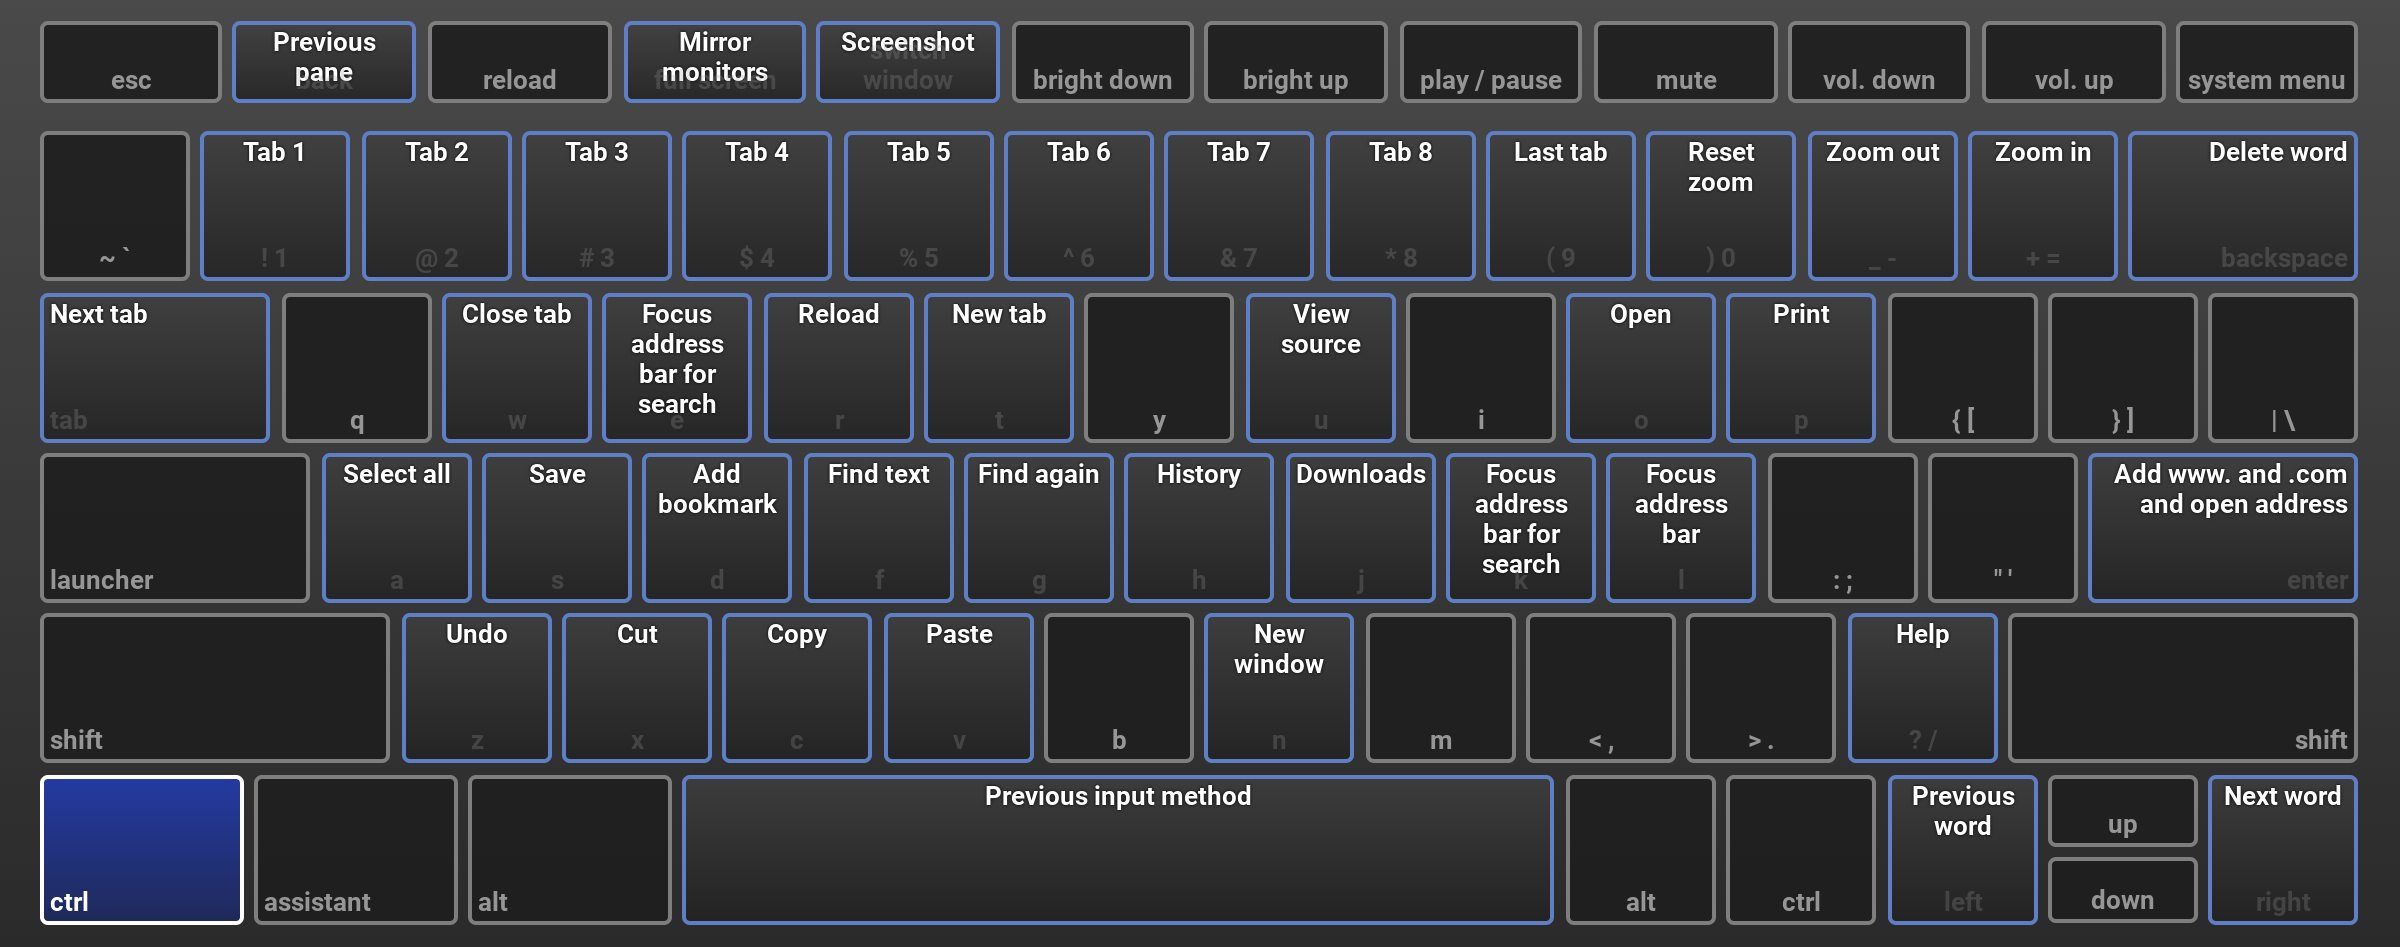 esc
Previous
pane
back
reload
Mirror
monitors
full screen
Screenshot
switch
window
bright down
bright up
play / pause
mute
vol. down
vol. up
system menu
~ `
Tab 1
! 1
Tab 2
@ 2
Tab 3
# 3
Tab 4
$ 4
Tab 5
% 5
Tab 6
^ 6
Tab 7
& 7
Tab 8
* 8
Last tab
( 9
Reset
zoom
) 0
Zoom out
_ -
Zoom in
+ =
Delete word
backspace
Next tab
tab
q
Close tab
w
Focus
address
bar for
search
e
Reload
r
New tab
t
y
View
source
u
i
Open
o
Print
p
{ [
} ]
| \
launcher
Select all
a
Save
s
Add
bookmark
d
Find text
f
Find again
g
History
h
Downloads
j
Focus
address
bar for
search
k
Focus
address
bar
l
: ;
" '
Add www. and .com
and open address
enter
shift
Undo
z
Cut
x
Copy
c
Paste
v
b
New
window
n
m
< ,
> .
Help
? /
shift
ctrl
assistant
alt
Previous input method
alt
ctrl
Previous
word
left
up
down
Next word
right